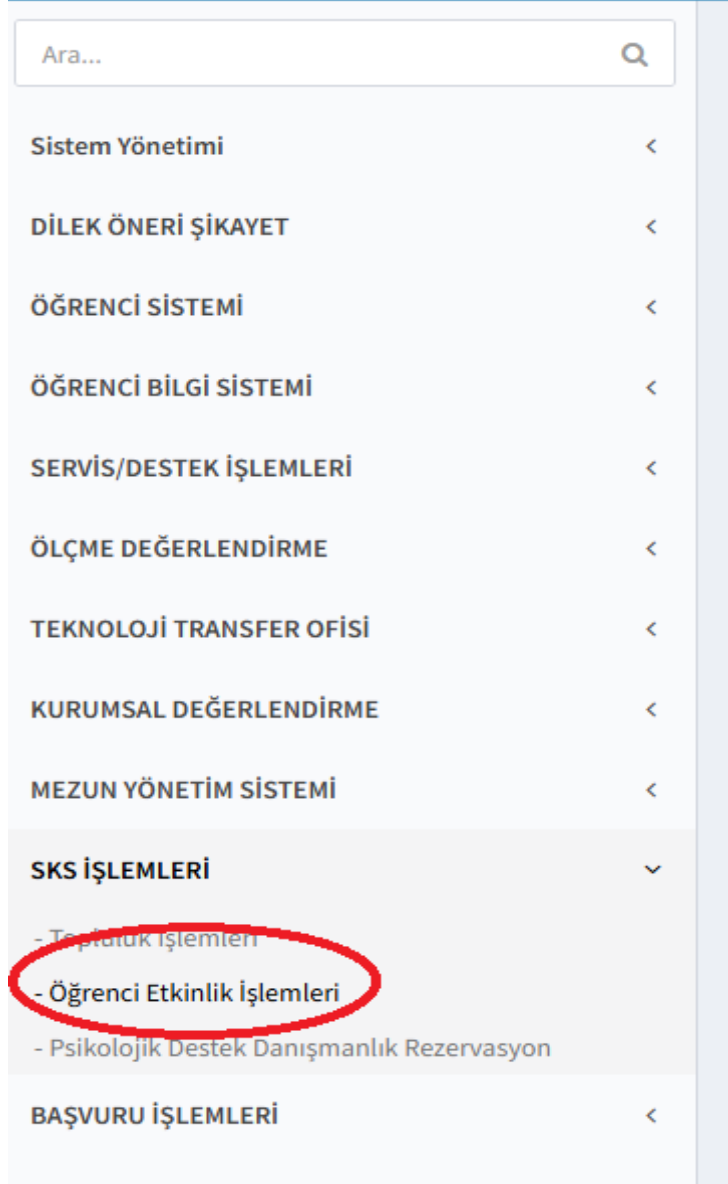 Ara...
Sistem Yönetimi
DİLEK ÖNERİ ŞİKAYET
ÖĞRENCİ SİSTEMİ
ÖĞRENCİ BİLGİ SİSTEMİ
SERVİS/DESTEK İŞLEMLERİ
ÖLÇME DEĞERLENDİRME
TEKNOLOJİ TRANSFER OFİSİ
KURUMSAL DEĞERLENDİRME
MEZUN YÖNETİM SİSTEMİ
SKS İŞLEMLERİ
- Topluluk İşlemleri
- Öğrenci Etkinlik İşlemleri
- Psikolojik Destek Danışmanlık Rezervasyon
BAŞVURU İŞLEMLERİ